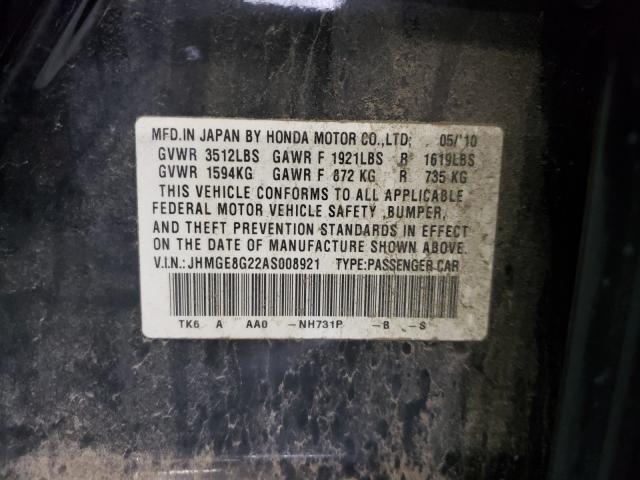 MFD.IN JAPAN BY HONDA MOTOR CO.,LTD; 05/'10
GVWR 3512LBS GAWR F 1921LBS R 1619LBS
GVWR 1594KG GAWR F 872 KG R 735 KG
THIS VEHICLE CONFORMS TO ALL APPLICABLE
FEDERAL MOTOR VEHICLE SAFETY ,BUMPER,
AND THEFT PREVENTION STANDARDS IN EFFECT
ON THE DATE OF MANUFACTURE SHOWN ABOVE.
V.I.N.: JHMGE8G22AS008921 TYPE:PASSENGER CAR
TK6 A AA0 -NH731P -B -S